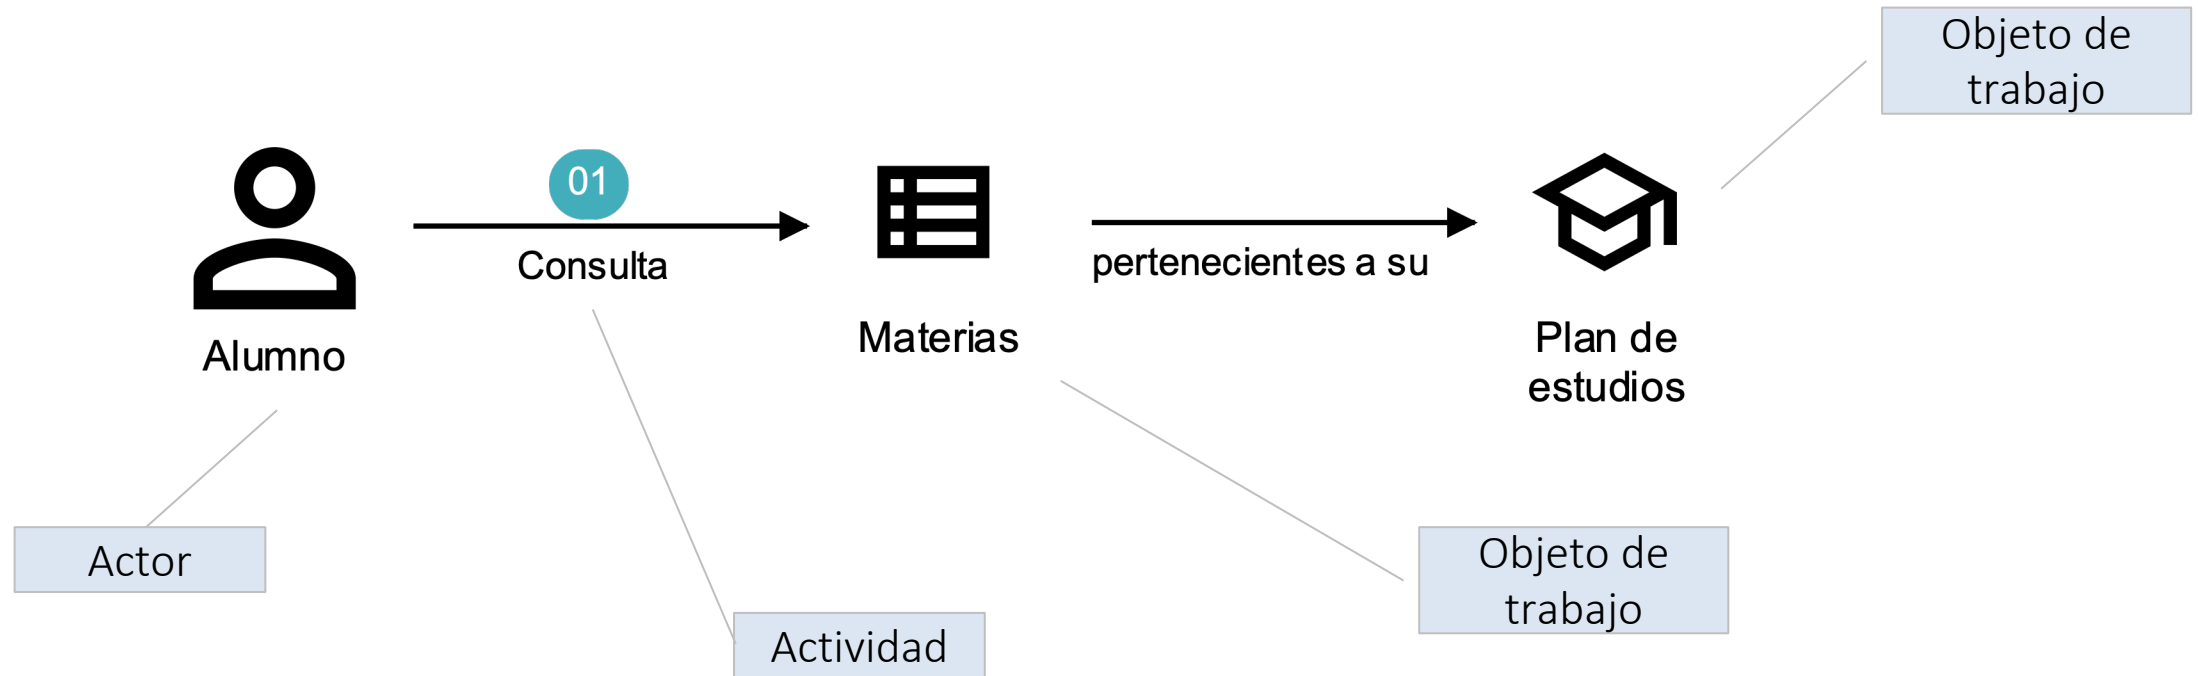 Objeto de
trabajo
01
Consulta
pertenecientes a su
Alumno
Materias
Plan de
estudios
Actor
Objeto de
trabajo
Actividad